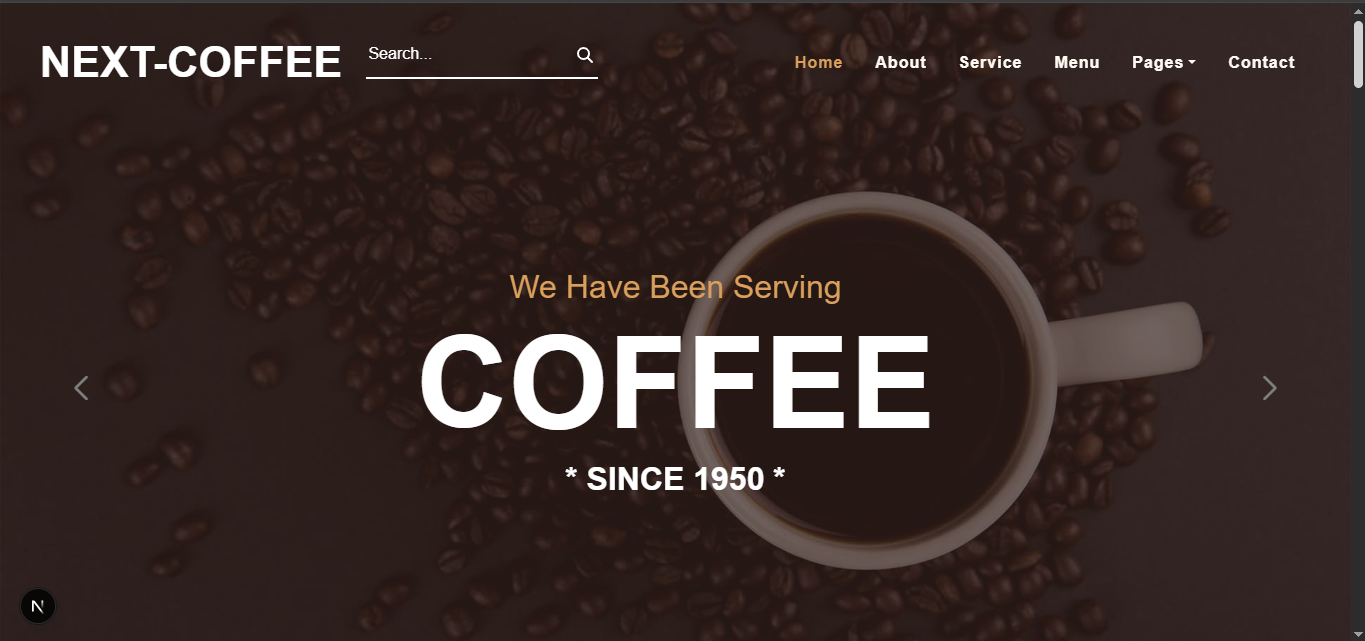 NEXT-COFFEE
Search...
Home About Service Menu Pages Contact
We Have Been Serving
COFFEE
* SINCE 1950 *
N